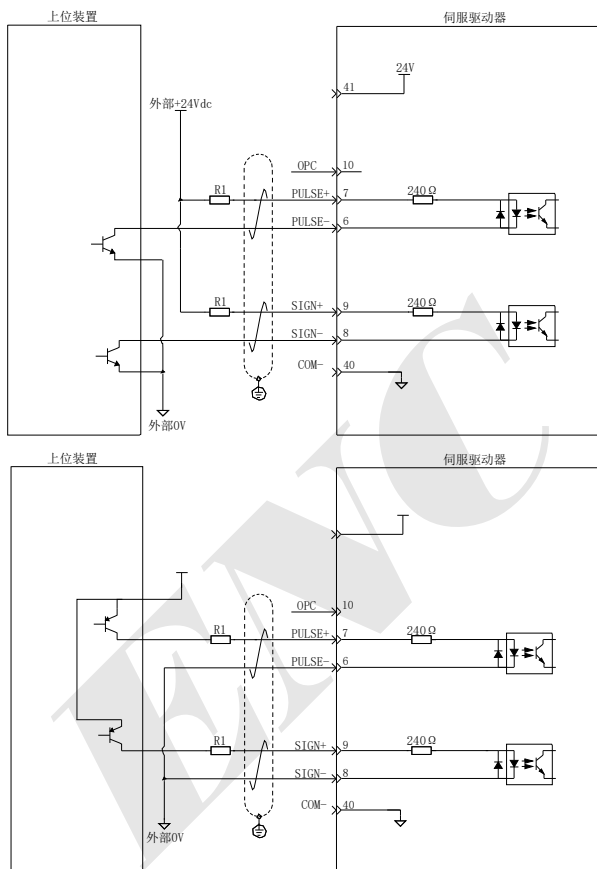 上位装置
伺服驱动器
24V
41
外部+24Vdc
OPC
10
R1
PULSE+
7
240Ω
PULSE-
6
R1
SIGN+
9
240Ω
SIGN-
8
COM-
40
外部0V
上位装置
伺服驱动器
OPC
10
R1
PULSE+
7
240Ω
PULSE-
6
R1
SIGN+
9
240Ω
SIGN-
8
COM-
40
外部0V
ENC